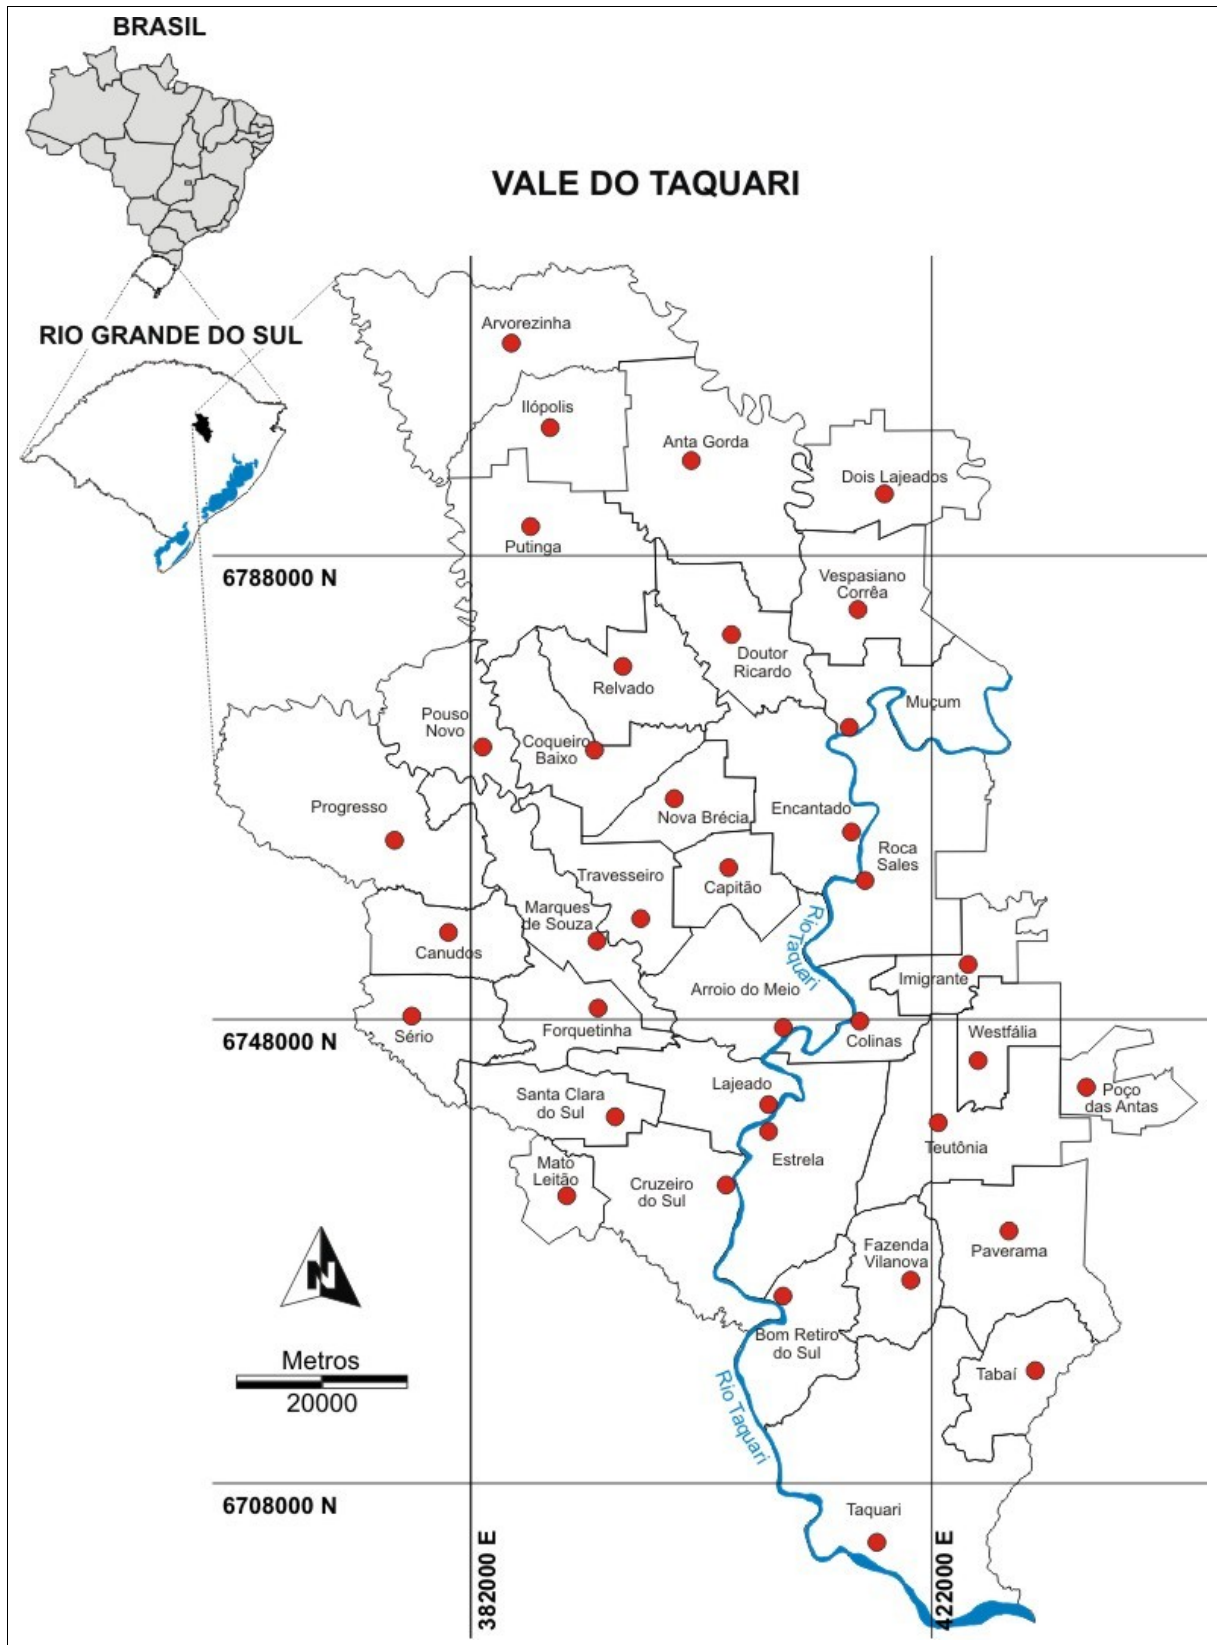 BRASIL
VALE DO TAQUARI
RIO GRANDE DO SUL
Arvorezinha
Ilópolis
Anta Gorda
Dois Lajeados
Putinga
6788000 N
Vespasiano
Corrêa
Doutor
Ricardo
Relvado
Muçum
Pouso
Novo
Coqueiro
Baixo
Progresso
Nova Brécia
Encantado
Roca
Sales
Travesseiro
Capitão
Marques
de Souza
Canudos
Rio Taquari
Imigrante
Arroio do Meio
Sério
Forquetinha
6748000 N
Colinas
Westfália
Lajeado
Santa Clara
do Sul
Poço
das Antas
Teutônia
Estrela
Mato
Leitão
Cruzeiro
do Sul
Fazenda
Vilanova
Paverama
N
Bom Retiro
do Sul
Metros
20000
Tabaí
Rio Taquari
6708000 N
Taquari
382000 E
422000 E